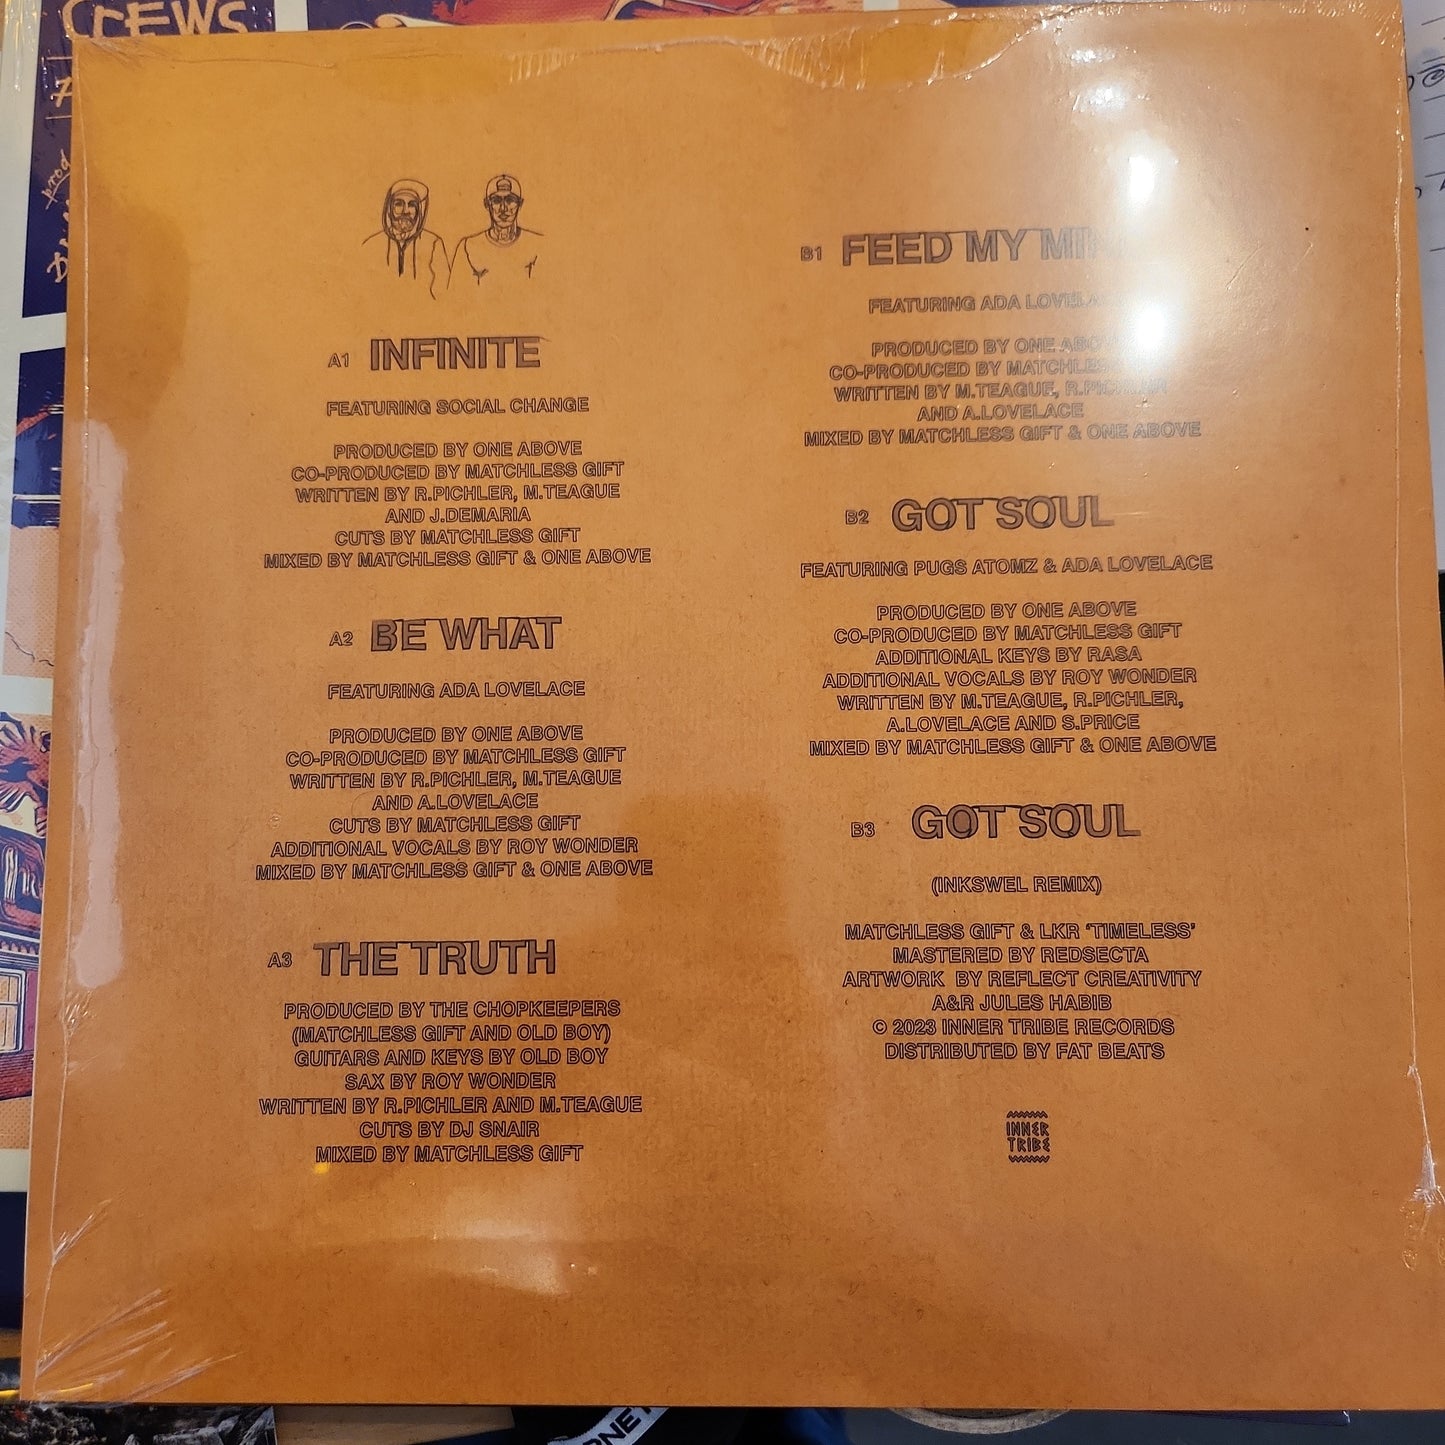 CREWS
prod
A1 INFINITE
FEATURING SOCIAL CHANGE
PRODUCED BY ONE ABOVE
CO-PRODUCED BY MATCHLESS GIFT
WRITTEN BY R.PICHLER, M.TEAGUE
AND J.DEMARIA
CUTS BY MATCHLESS GIFT
MIXED BY MATCHLESS GIFT & ONE ABOVE
A2 BE WHAT
FEATURING ADA LOVELACE
PRODUCED BY ONE ABOVE
CO-PRODUCED BY MATCHLESS GIFT
WRITTEN BY R.PICHLER, M.TEAGUE
AND A.LOVELACE
CUTS BY MATCHLESS GIFT
ADDITIONAL VOCALS BY ROY WONDER
MIXED BY MATCHLESS GIFT & ONE ABOVE
A3 THE TRUTH
PRODUCED BY THE CHOPKEEPERS
(MATCHLESS GIFT AND OLD BOY)
GUITARS AND KEYS BY OLD BOY
SAX BY ROY WONDER
WRITTEN BY R.PICHLER AND M.TEAGUE
CUTS BY DJ SNAIR
MIXED BY MATCHLESS GIFT
B1 FEED MY
FEATURING ADA
PRODUCED BY ONE
CO-PRODUCED BY MATCHLESS
WRITTEN BY M.TEAGUE, R.PICHLER
AND A.LOVELACE
MIXED BY MATCHLESS GIFT & ONE ABOVE
B2 GOT SOUL
FEATURING PUGS ATOMZ & ADA LOVELACE
PRODUCED BY ONE ABOVE
CO-PRODUCED BY MATCHLESS GIFT
ADDITIONAL KEYS BY RASA
ADDITIONAL VOCALS BY ROY WONDER
WRITTEN BY M.TEAGUE, R.PICHLER,
A.LOVELACE AND S.PRICE
MIXED BY MATCHLESS GIFT & ONE ABOVE
B3 GOT SOUL
(INKSWEL REMIX)
MATCHLESS GIFT & LKR ‘TIMELESS’
MASTERED BY REDSECTA
ARTWORK BY REFLECT CREATIVITY
A&R JULES HABIB
© 2023 INNER TRIBE RECORDS
DISTRIBUTED BY FAT BEATS
INNER
TRIBE